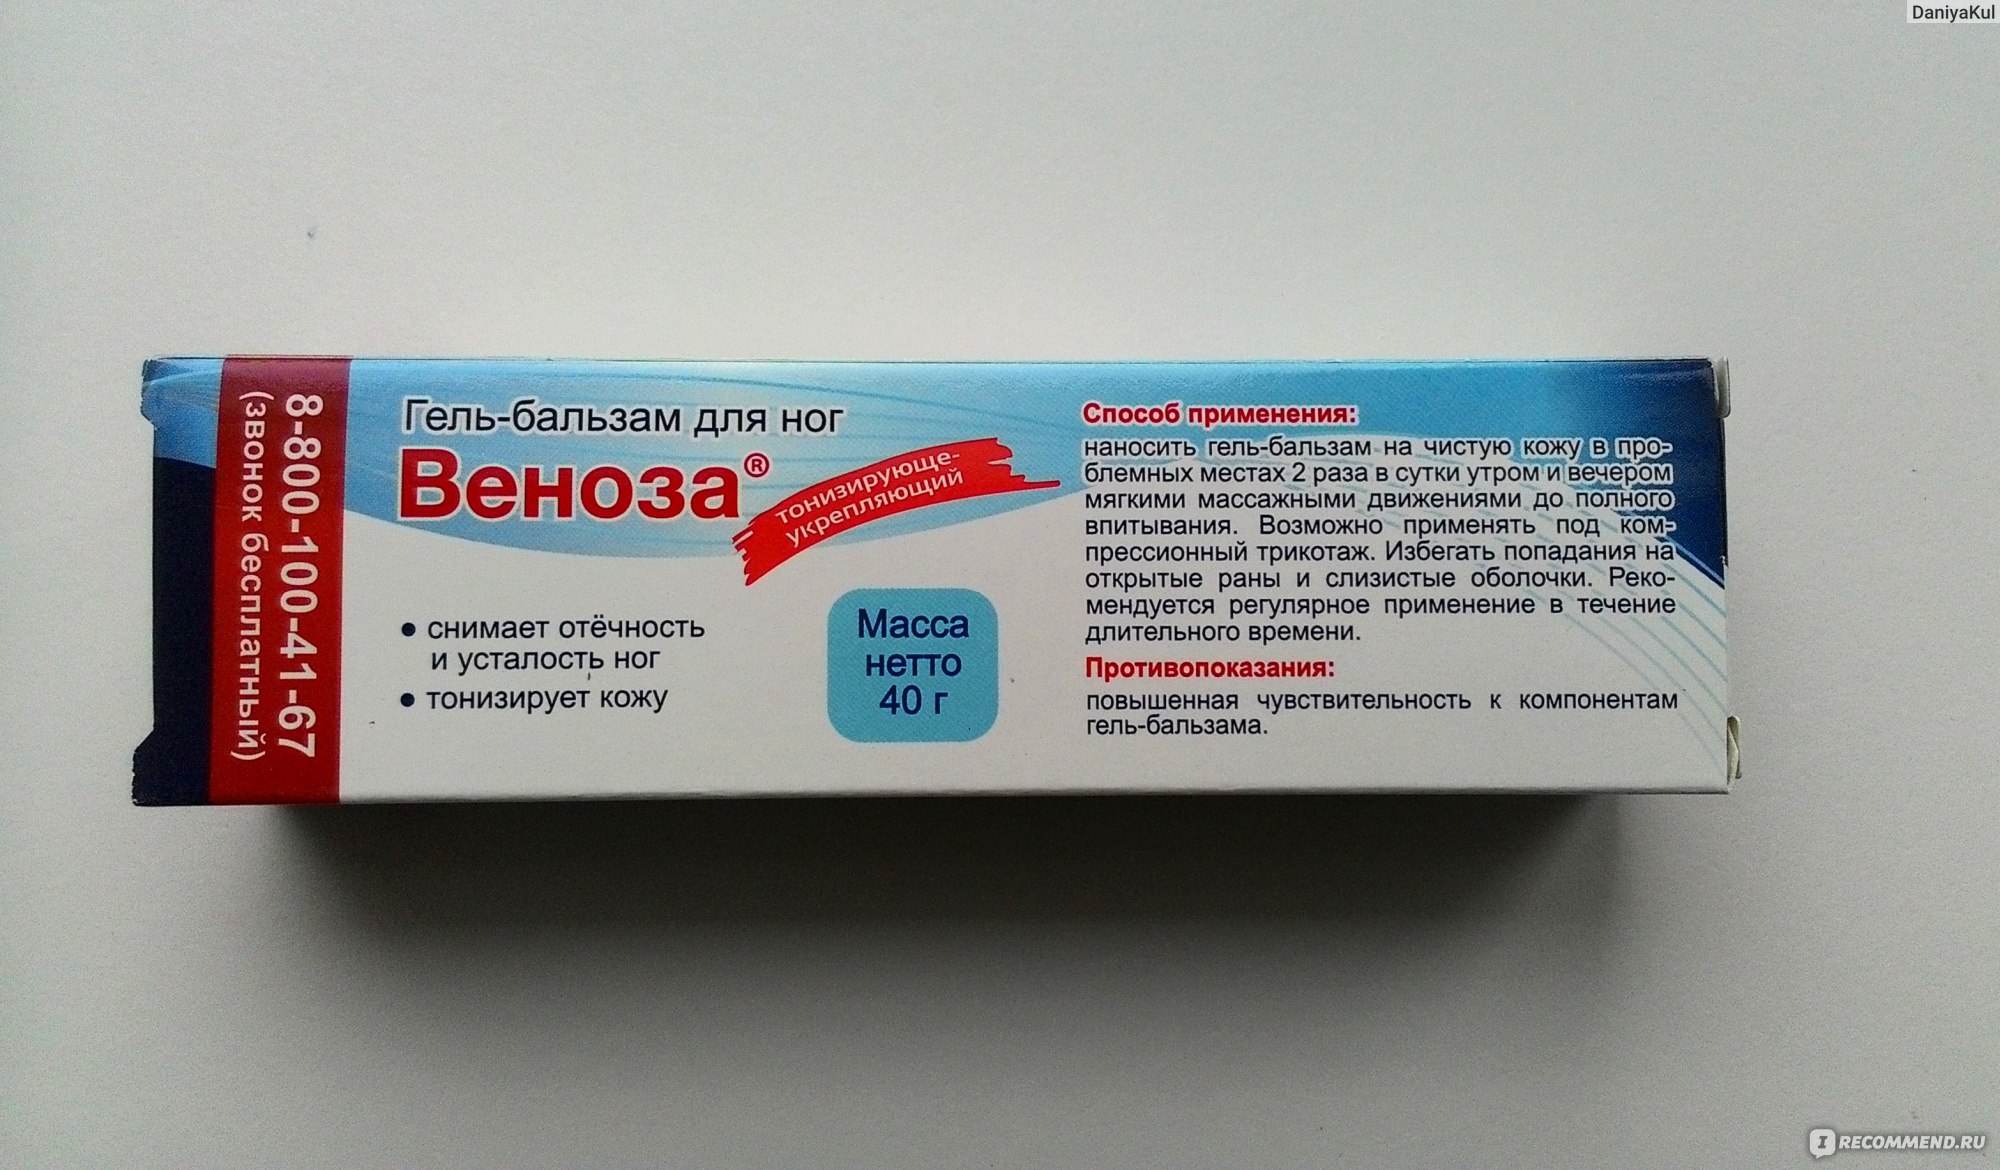 DaniyaKul
8-800-100-41-67
(звонок бесплатный)
Гель-бальзам для ног
Веноза®
тонизирующе-
укрепляющий
• снимает отёчность
и усталость ног
• тонизирует кожу
Масса
нетто
40 г
Способ применения:
наносить гель-бальзам на чистую кожу в про-
блемных местах 2 раза в сутки утром и вечером
мягкими массажными движениями до полного
впитывания. Возможно применять под ком-
прессионный трикотаж. Избегать попадания на
открытые раны и слизистые оболочки. Реко-
мендуется регулярное применение в течение
длительного времени.
Противопоказания:
повышенная чувствительность к компонентам
гель-бальзама.
IRECOMMEND.RU